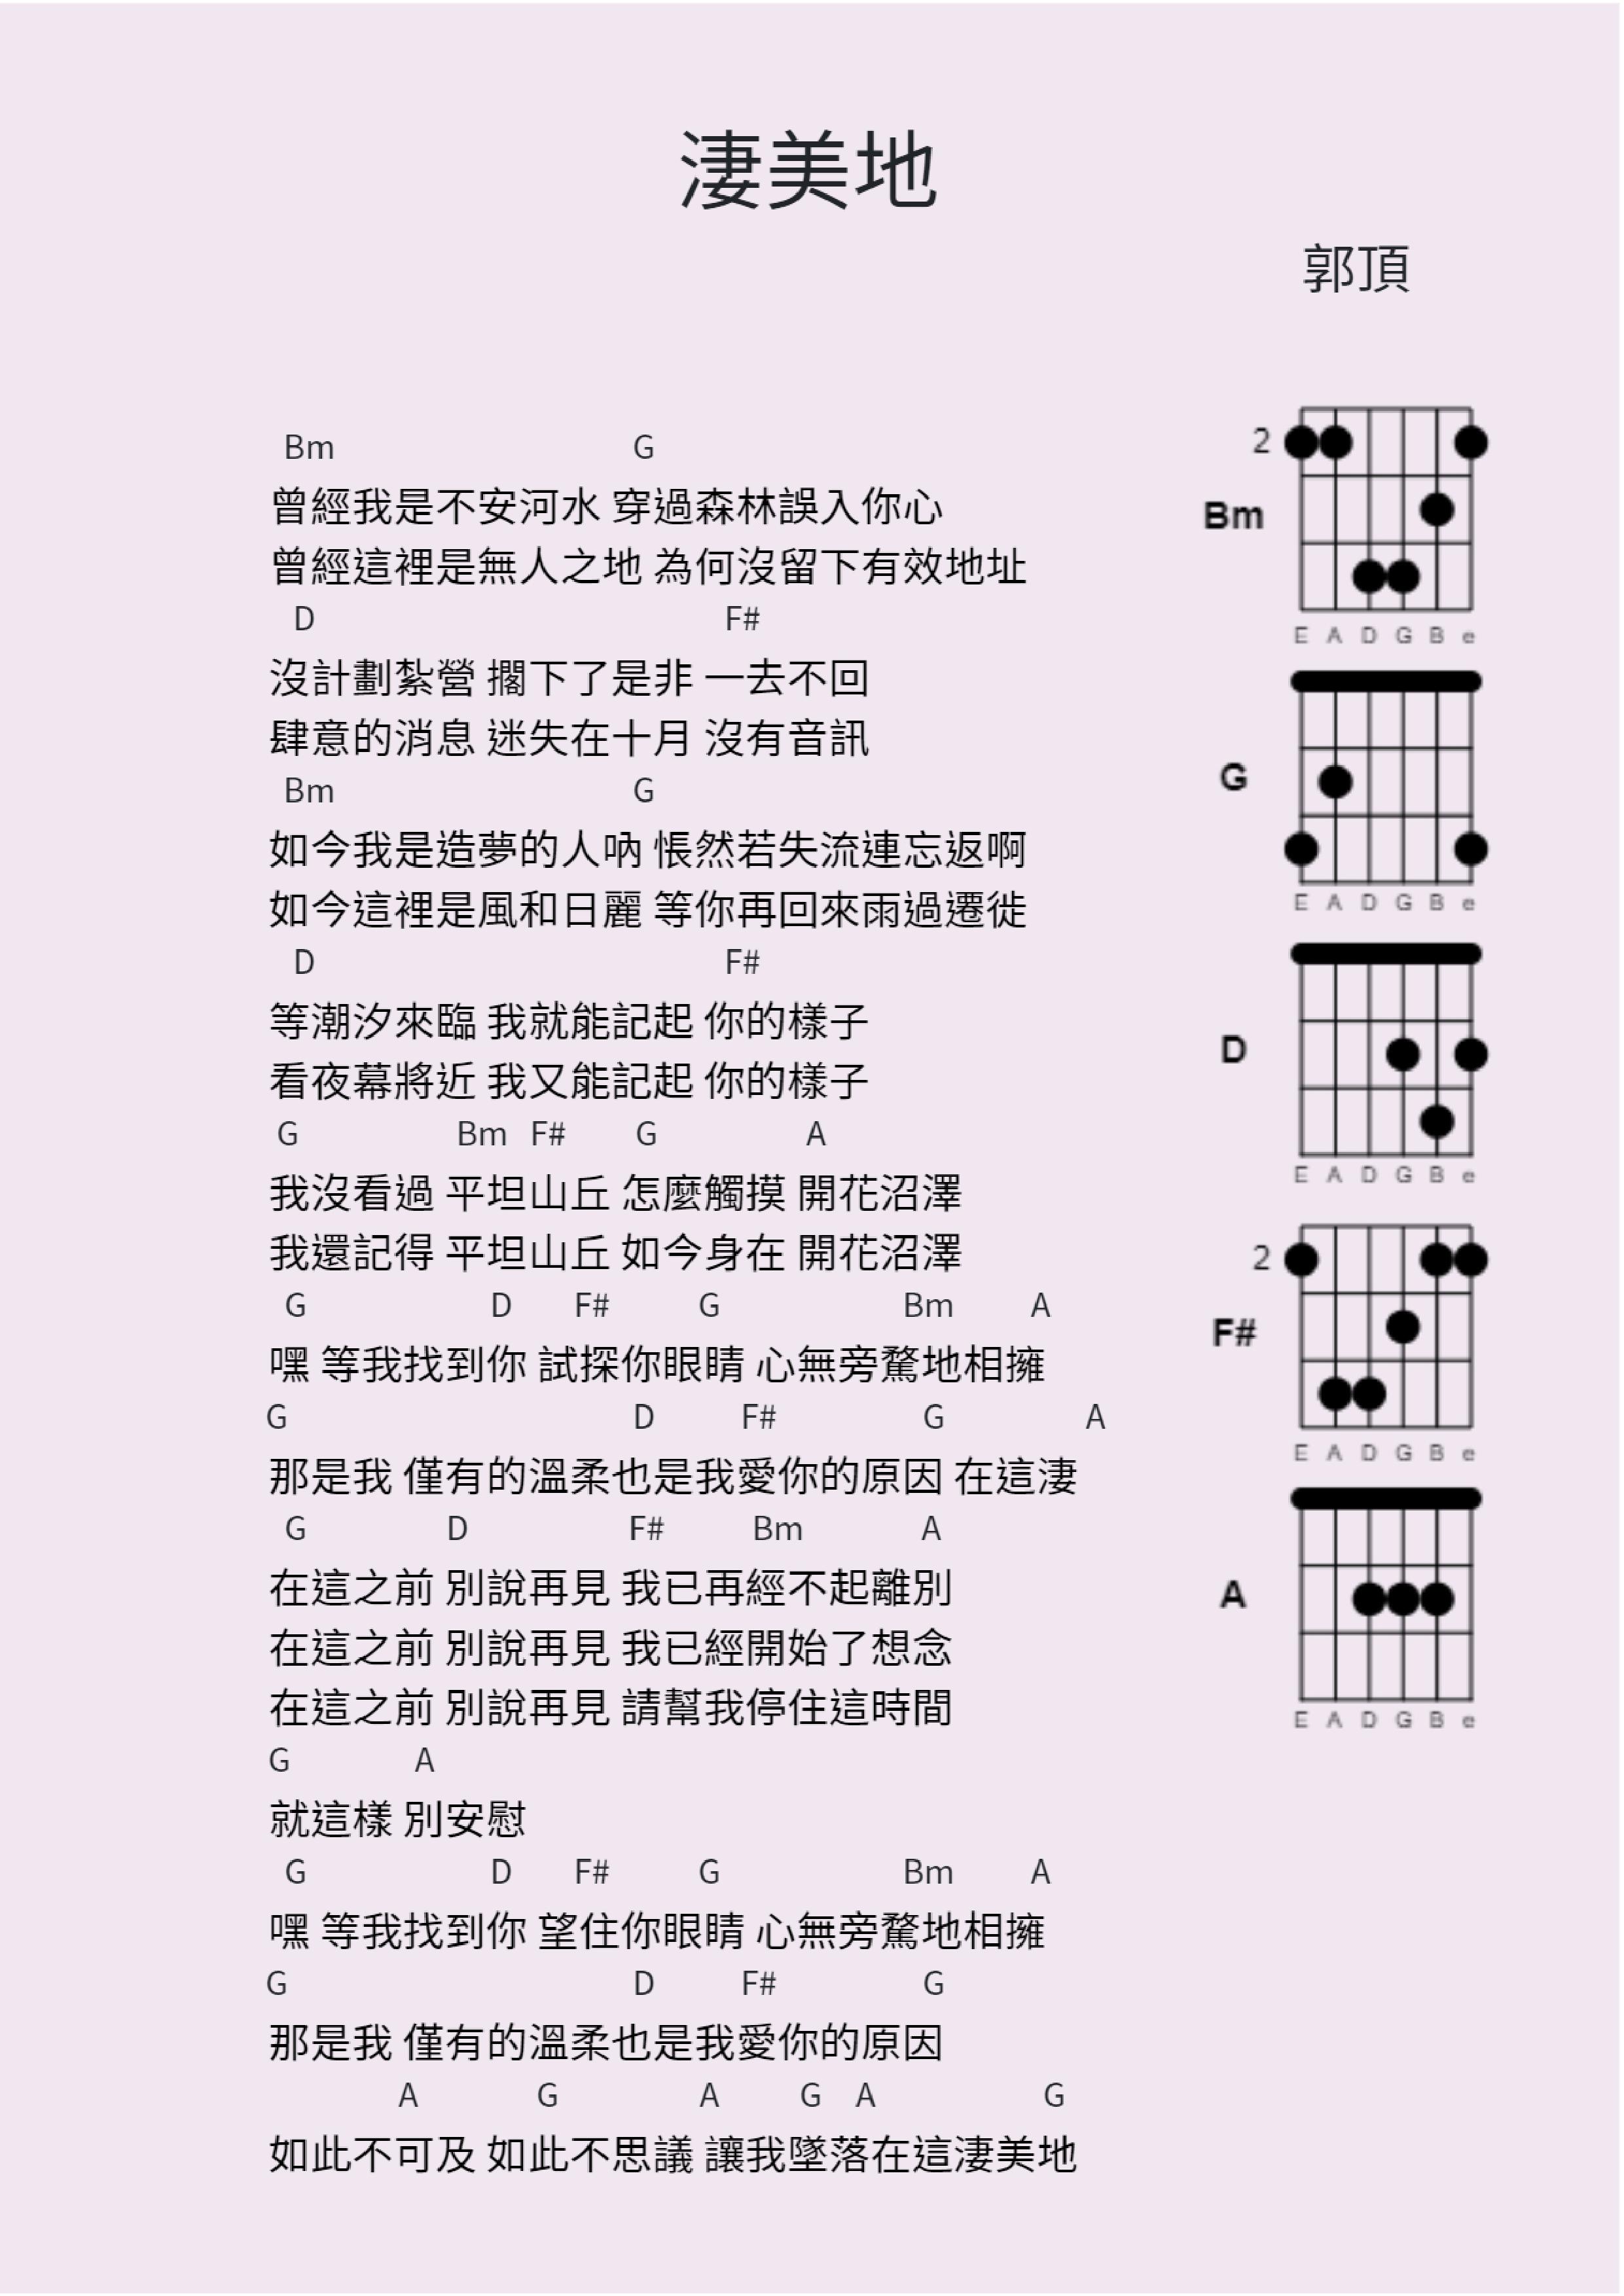 淒美地
郭頂
Bm G
曾經我是不安河水 穿過森林誤入你心
曾經這裡是無人之地 為何沒留下有效地址
D F#
沒計劃紮營 擱下了是非 一去不回
肆意的消息 迷失在十月 沒有音訊
Bm G
如今我是造夢的人吶 悵然若失流連忘返啊
如今這裡是風和日麗 等你再回來雨過遷徙
D F#
等潮汐來臨 我就能記起 你的樣子
看夜幕將近 我又能記起 你的樣子
G Bm F# G A
我沒看過 平坦山丘 怎麼觸摸 開花沼澤
我還記得 平坦山丘 如今身在 開花沼澤
G D F# G Bm A
嘿 等我找到你 試探你眼睛 心無旁騖地相擁
G D F# G A
那是我 僅有的溫柔也是我愛你的原因 在這淒
G D F# Bm A
在這之前 別說再見 我已再經不起離別
在這之前 別說再見 我已經開始了想念
在這之前 別說再見 請幫我停住這時間
G A
就這樣 別安慰
G D F# G Bm A
嘿 等我找到你 望住你眼睛 心無旁騖地相擁
G D F# G
那是我 僅有的溫柔也是我愛你的原因
A G A G A G
如此不可及 如此不思議 讓我墜落在這淒美地
2
Bm
E A D G B e
G
E A D G B e
D
E A D G B e
2
F#
E A D G B e
A
E A D G B e